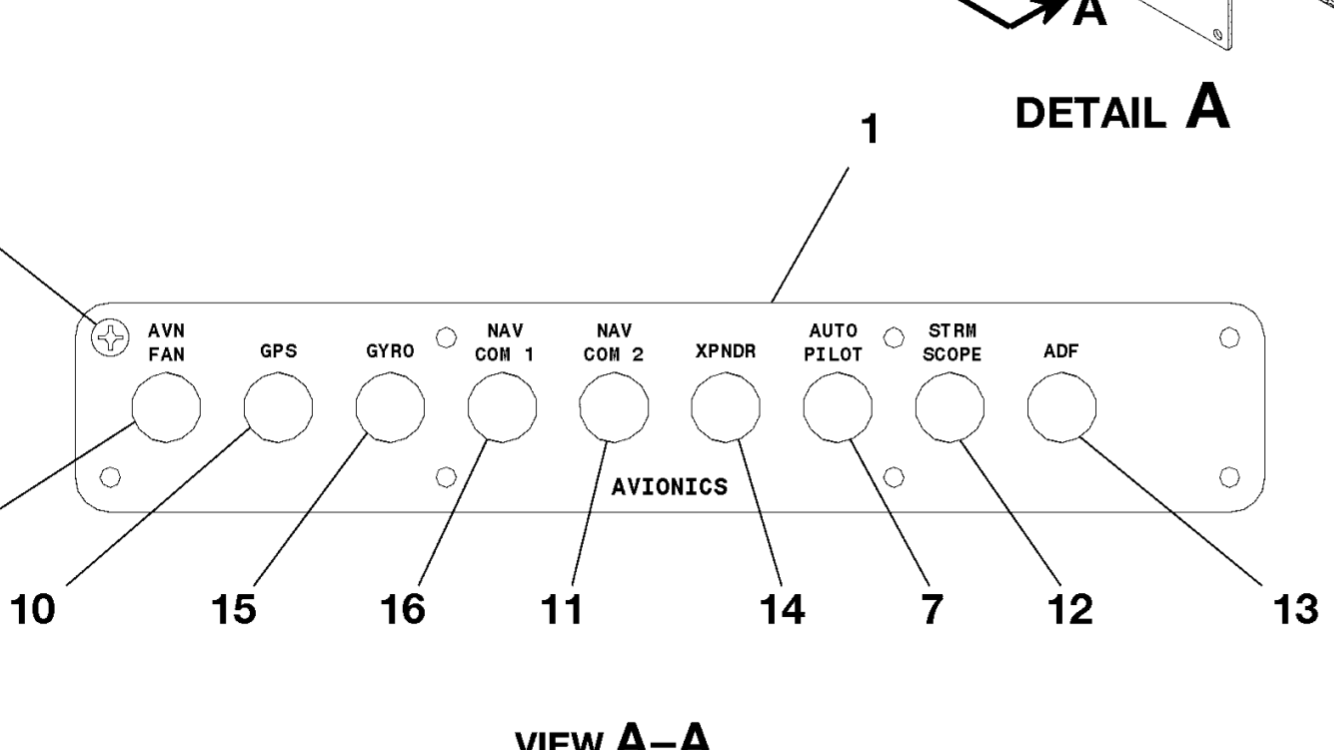 A
DETAIL A
1
AVN
FAN
GPS
GYRO
NAV
COM 1
NAV
COM 2
XPNDR
AUTO
PILOT
STRM
SCOPE
ADF
AVIONICS
10 15 16 11 14 7 12 13
VIEW A–A